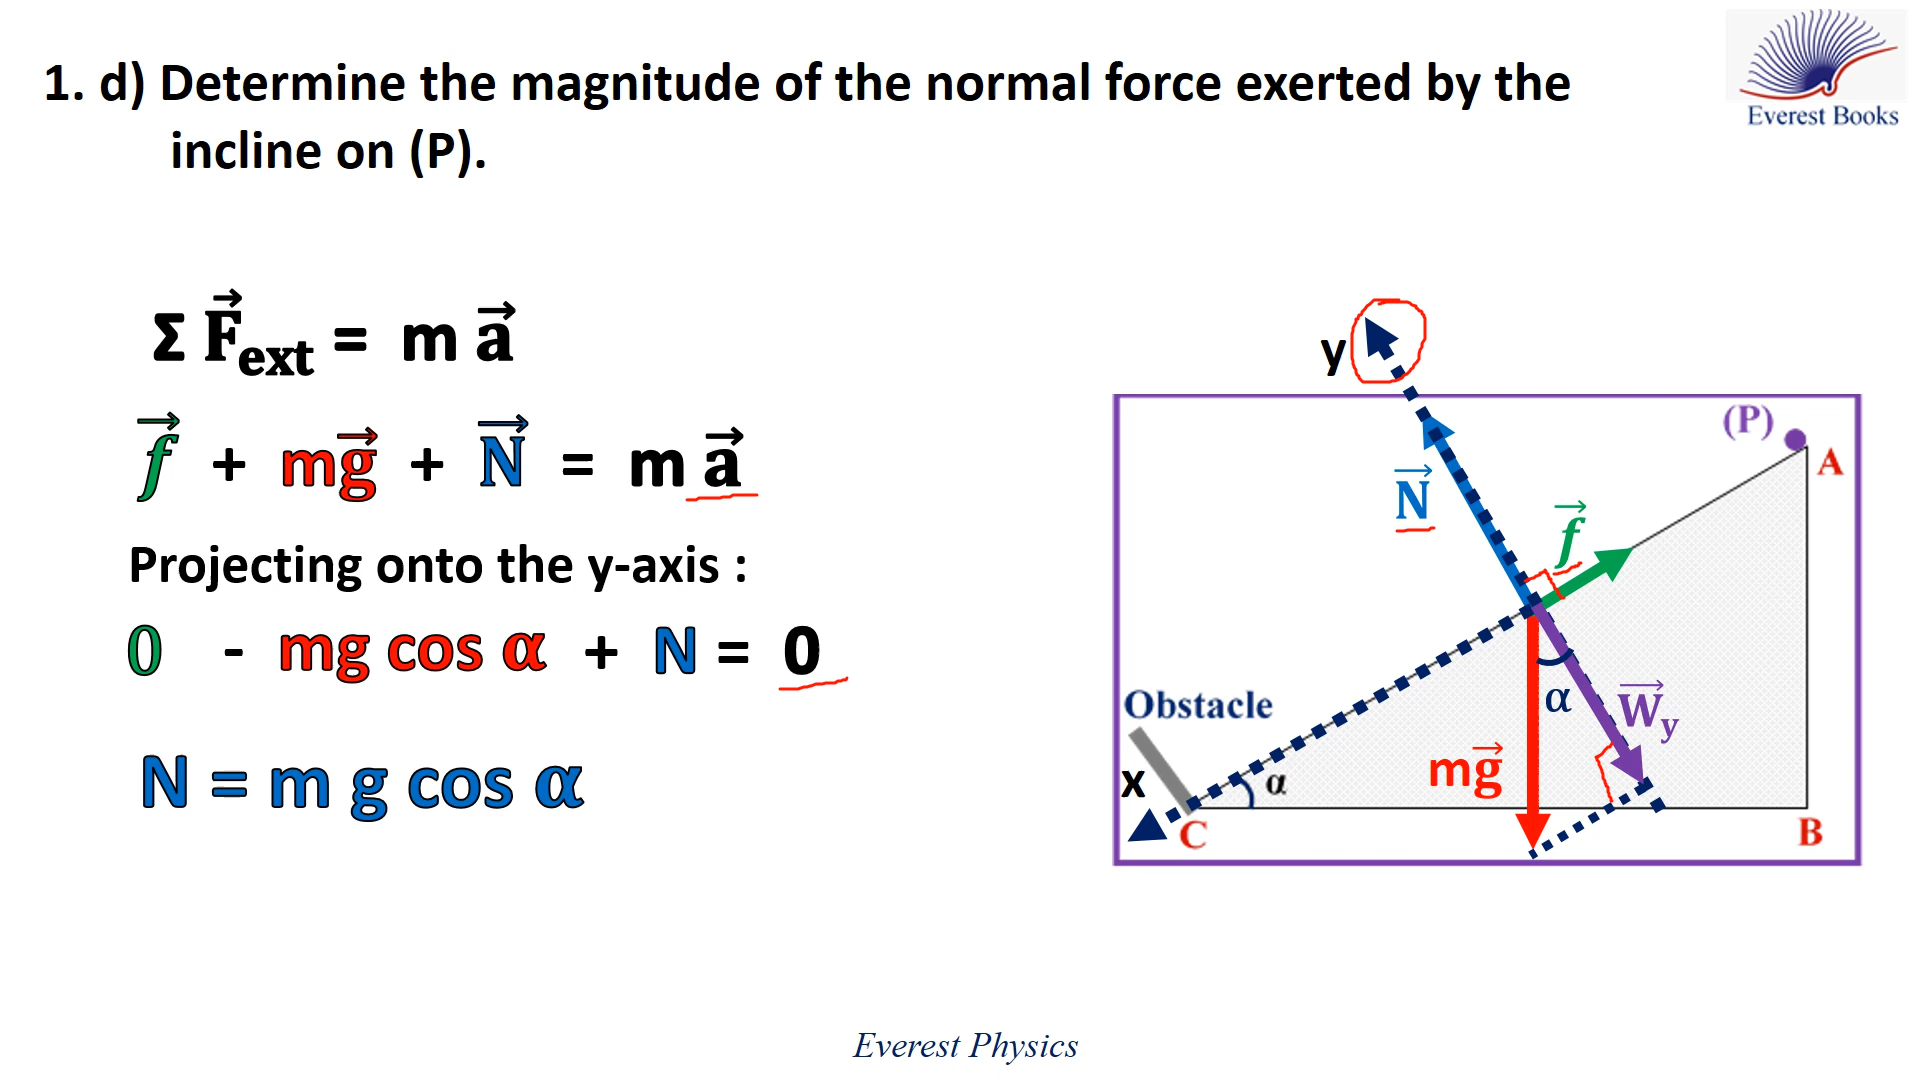 1. d) Determine the magnitude of the normal force exerted by the
incline on (P).
Everest Books
Σ F⃗ext = m a⃗
f⃗ + mg⃗ + N⃗ = m a⃗
Projecting onto the y-axis :
0 - mg cos α + N = 0
N = m g cos α
y
(P)
A
N⃗
f⃗
Obstacle
α
W⃗y
x
α
mg⃗
C
B
Everest Physics